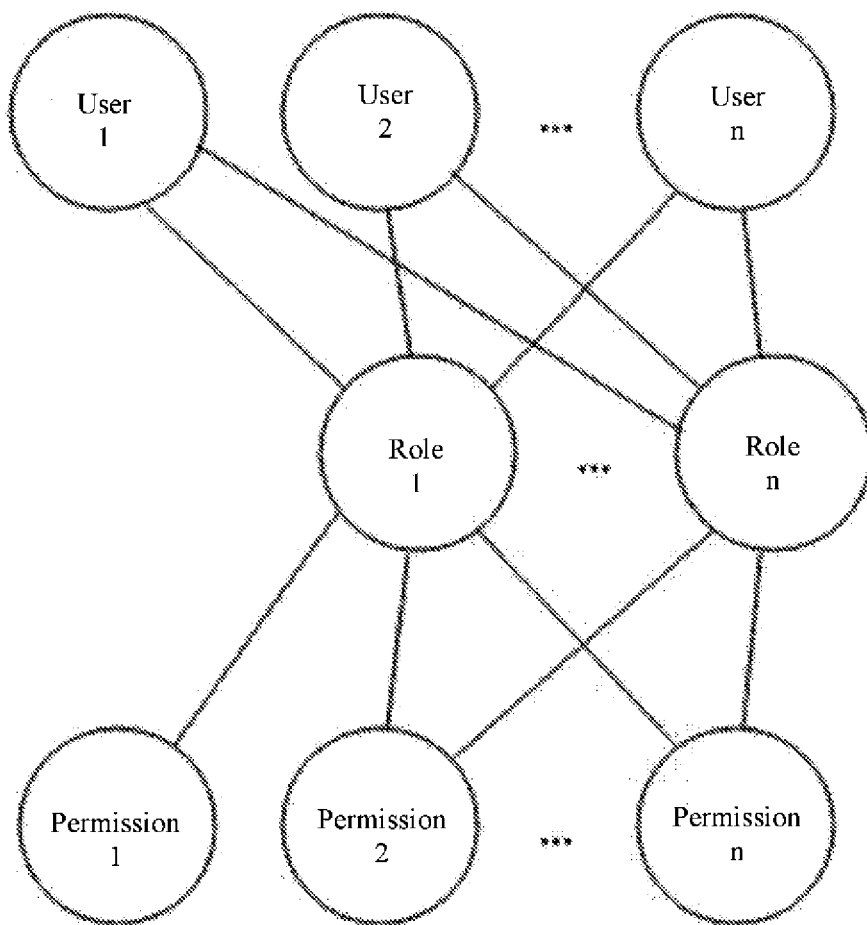 User
1
User
2
***
User
n
Role
1
***
Role
n
Permission
1
Permission
2
***
Permission
n